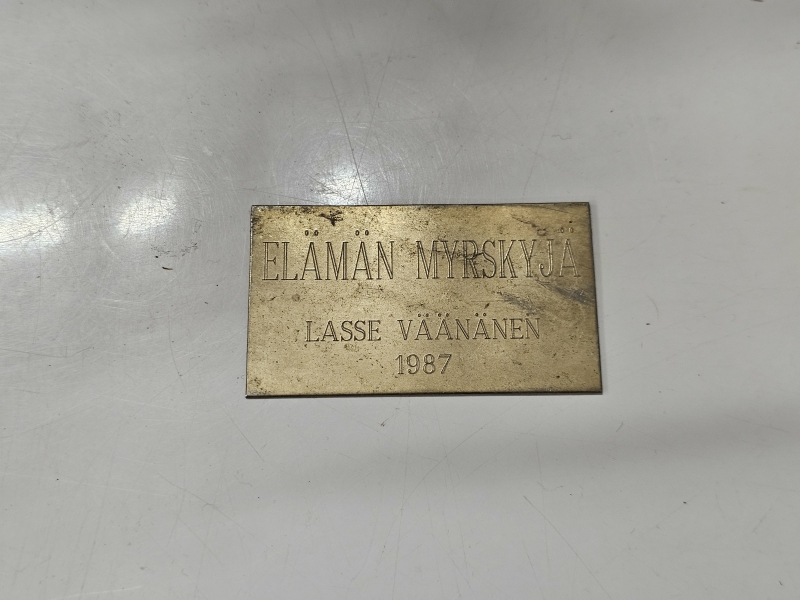 ELÄMÄN MYRSKYJÄ
LASSE VÄÄNÄNEN
1987